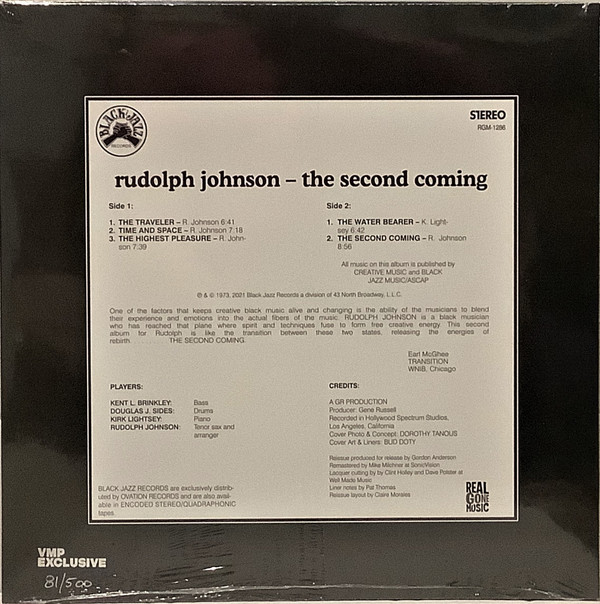 BLACK JAZZ
RECORDS
STEREO
RGM-1286
rudolph johnson – the second coming
Side 1:
1. THE TRAVELER – R. Johnson 6:41
2. TIME AND SPACE – R. Johnson 7:18
3. THE HIGHEST PLEASURE – R. John-
son 7:39
Side 2:
1. THE WATER BEARER – K. Light-
sey 6:42
2. THE SECOND COMING – R. Johnson
8:56
All music on this album is published by
CREATIVE MUSIC and BLACK
JAZZ MUSIC/ASCAP
℗ & © 1973, 2021 Black Jazz Records a division of 43 North Broadway, L.L.C.
One of the factors that keeps creative black music alive and changing is the ability of the musicians to blend
their experience and emotions into the actual fibers of the music. RUDOLPH JOHNSON is a black musician
who has reached that plane where spirit and techniques fuse to form free creative energy. This second
album for Rudolph is like the transition between these two states, releasing the energies of
rebirth. THE SECOND COMING.
Earl McGhee
TRANSITION
WNIB, Chicago
PLAYERS:
KENT L. BRINKLEY: Bass
DOUGLAS J. SIDES: Drums
KIRK LIGHTSEY: Piano
RUDOLPH JOHNSON: Tenor sax and
arranger
CREDITS:
A GR PRODUCTION
Producer: Gene Russell
Recorded in Hollywood Spectrum Studios,
Los Angeles, California
Cover Photo & Concept: DOROTHY TANOUS
Cover Art & Liners: BUD DOTY
Reissue produced for release by Gordon Anderson
Remastered by Mike Milchner at SonicVision
Lacquer cutting by by Clint Holley and Dave Polster at
Well Made Music
Liner notes by Pat Thomas
Reissue layout by Claire Morales
BLACK JAZZ RECORDS are exclusively distrib-
uted by OVATION RECORDS and are also avail-
able in ENCODED STEREO/QUADRAPHONIC
tapes.
REAL
GONE
MUSIC
VMP
EXCLUSIVE
81/500